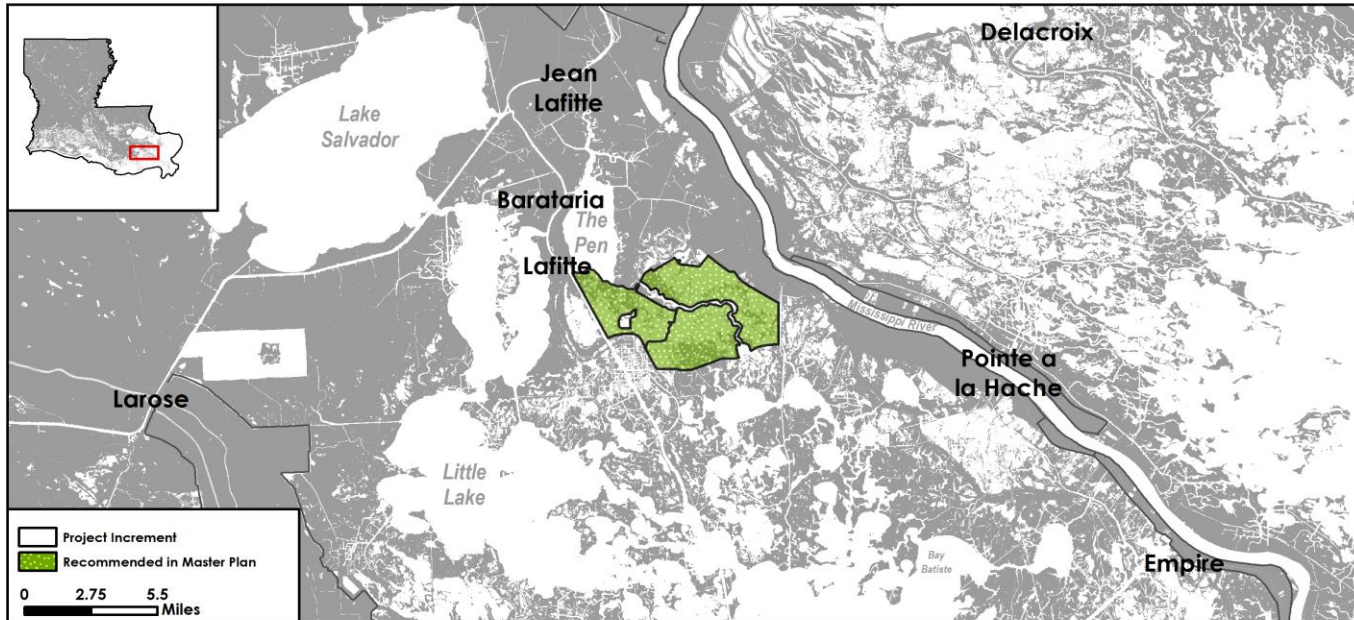 Delacroix
Jean
Lafitte
Lake
Salvador
Barataria
The
Pen
Lafitte
Mississippi River
Pointe a
la Hache
Larose
Little
Lake
Bay
Batiste
Empire
Project Increment
Recommended in Master Plan
0 2.75 5.5
Miles